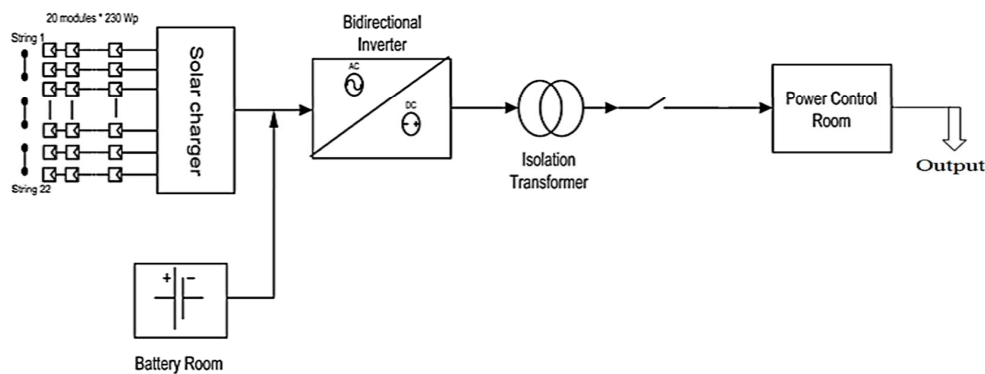 20 modules * 230 Wp
String 1
String 22
Solar charger
Bidirectional
Inverter
AC
DC
Isolation
Transformer
Power Control
Room
Output
+ −
Battery Room